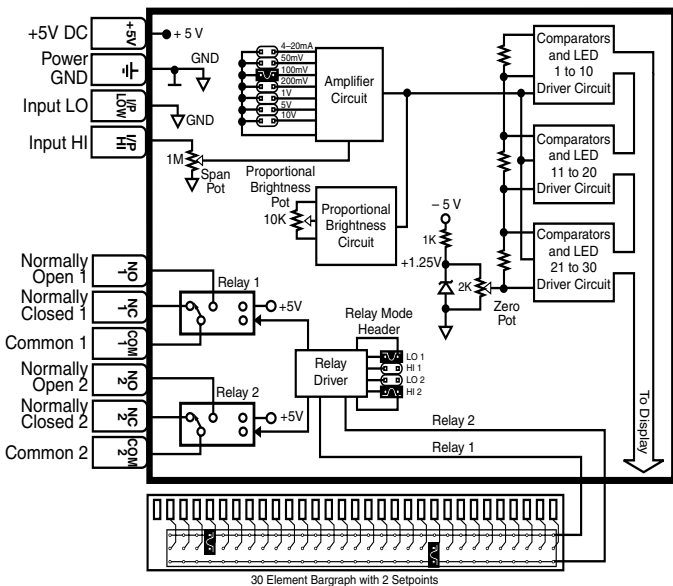 +5V DC
+5V
+ 5 V
Power
GND
GND
Input LO
I/P
LOW
GND
Input HI
I/P
HI
1M
Span
Pot
4–20mA
50mV
100mV
200mV
1V
5V
10V
Amplifier
Circuit
Proportional
Brightness
Pot
10K
Proportional
Brightness
Circuit
Comparators
and LED
1 to 10
Driver Circuit
Comparators
and LED
11 to 20
Driver Circuit
Comparators
and LED
21 to 30
Driver Circuit
– 5 V
1K
+1.25V
2K
Zero
Pot
Normally
Open 1
NO
1
Normally
Closed 1
NC
1
Common 1
COM
1
Relay 1
+5V
Normally
Open 2
NO
2
Normally
Closed 2
NC
2
Common 2
COM
2
Relay 2
+5V
Relay Mode
Header
Relay
Driver
LO 1
HI 1
LO 2
HI 2
Relay 2
Relay 1
To Display
30 Element Bargraph with 2 Setpoints